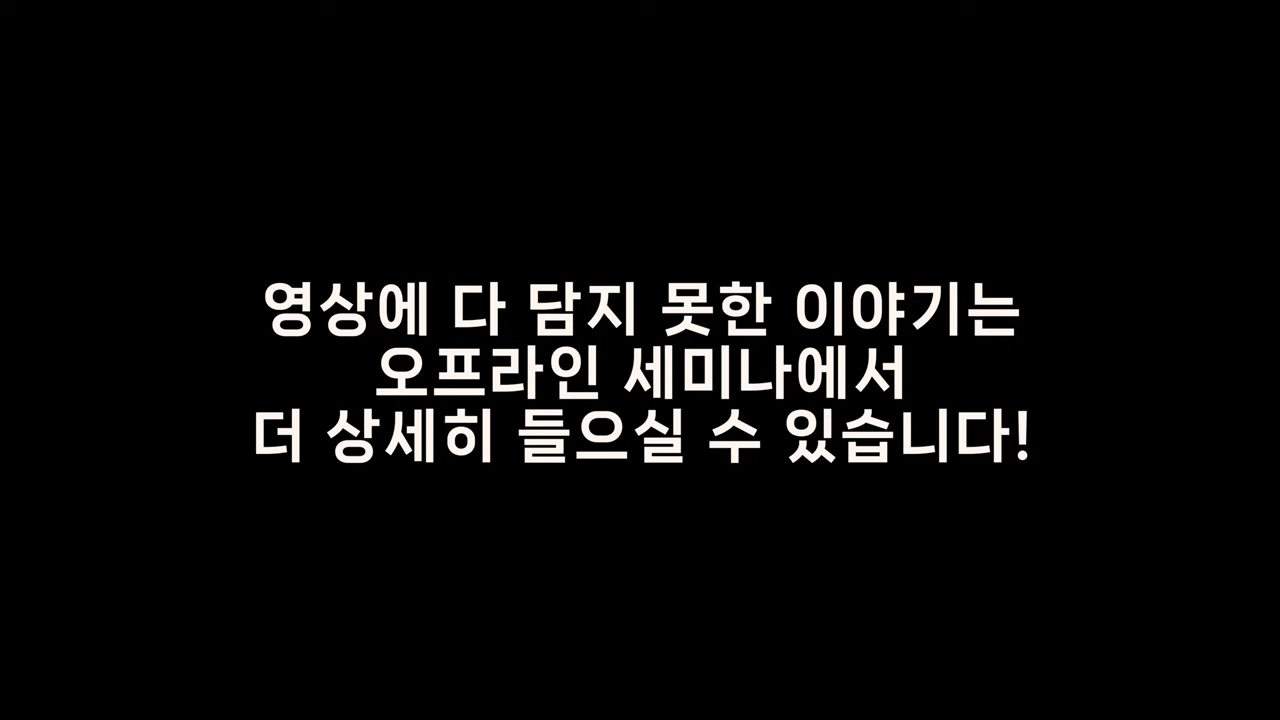 영상에 다 담지 못한 이야기는
오프라인 세미나에서
더 상세히 들으실 수 있습니다!